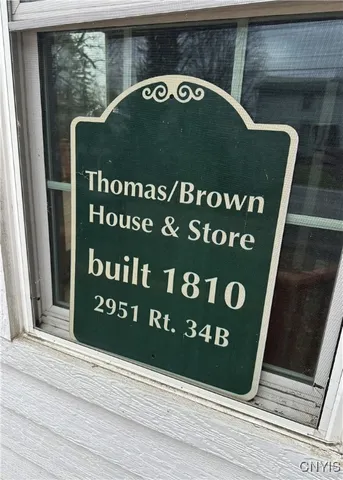 Thomas/Brown
House & Store
built 1810
2951 Rt. 34B
CNYIS